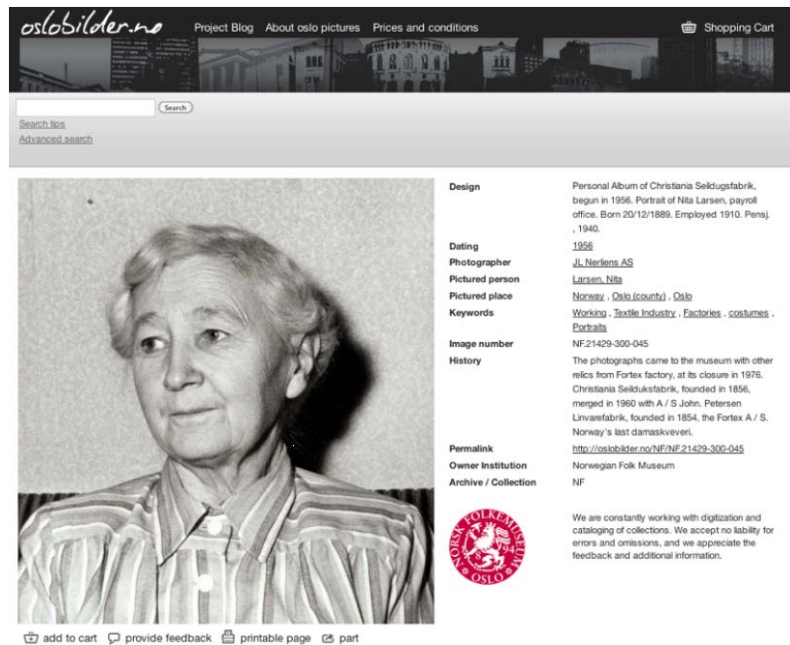 oslobilder.no
Project Blog About oslo pictures Prices and conditions
Shopping Cart
Search
Search tips
Advanced search
Design Personal Album of Christiania Seildugsfabrik,
begun in 1956. Portrait of Nita Larsen, payroll
office. Born 20/12/1889. Employed 1910. Pensj.
, 1940.
Dating 1956
Photographer JL Nerliens AS
Pictured person Larsen, Nita
Pictured place Norway , Oslo (county) , Oslo
Keywords Working , Textile Industry , Factories , costumes ,
Portraits
Image number NF.21429-300-045
History The photographs came to the museum with other
relics from Fortex factory, at its closure in 1976.
Christiania Seilduksfabrik, founded in 1856,
merged in 1960 with A / S John. Petersen
Linvarefabrik, founded in 1854, the Fortex A / S.
Norway's last damaskveveri.
Permalink http://oslobilder.no/NF/NF.21429-300-045
Owner Institution Norwegian Folk Museum
Archive / Collection NF
NORSK FOLKEMUSEUM
1894
OSLO
We are constantly working with digitization and
cataloging of collections. We accept no liability for
errors and omissions, and we appreciate the
feedback and additional information.
add to cart provide feedback printable page part